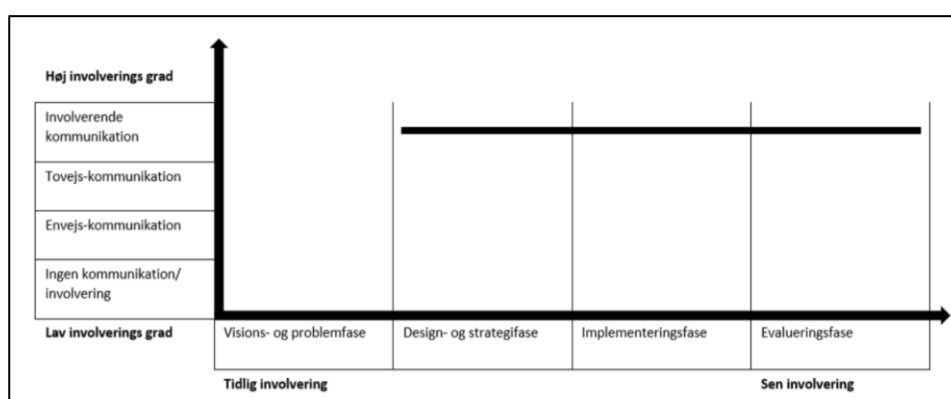 Høj involverings grad
Involverende
kommunikation
Tovejs-kommunikation
Envejs-kommunikation
Ingen kommunikation/
involvering
Lav involverings grad
Visions- og problemfase
Design- og strategifase
Implementeringsfase
Evalueringsfase
Tidlig involvering
Sen involvering